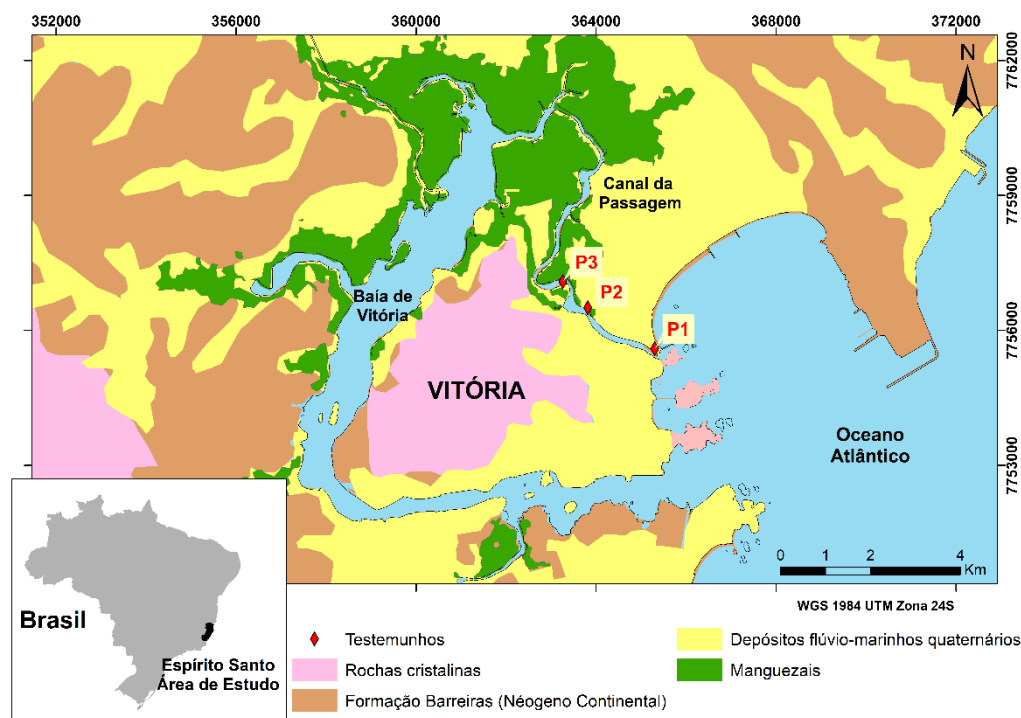 352000
356000
360000
364000
368000
372000
7762000
7759000
7756000
7753000
N
Canal da
Passagem
P3
P2
P1
Baía de
Vitória
VITÓRIA
Oceano
Atlântico
0 1 2 4
Km
WGS 1984 UTM Zona 24S
Brasil
Espírito Santo
Área de Estudo
Testemunhos
Rochas cristalinas
Formação Barreiras (Néogeno Continental)
Depósitos flúvio-marinhos quaternários
Manguezais